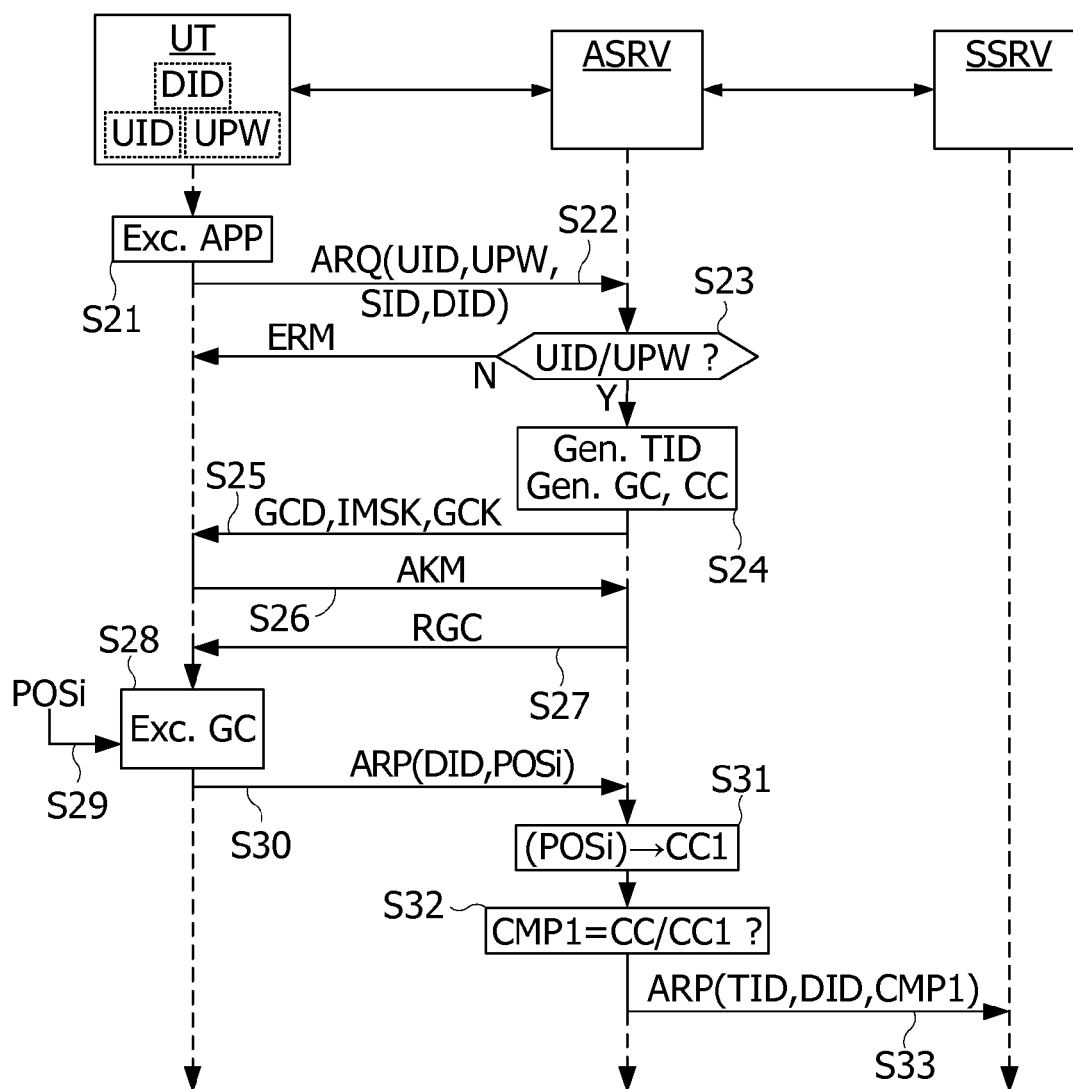 UT
DID
UID
UPW
ASRV
SSRV
Exc. APP
S21
ARQ(UID,UPW,
SID,DID)
S22
S23
ERM
UID/UPW ?
N
Y
Gen. TID
Gen. GC, CC
S24
S25
GCD,IMSK,GCK
AKM
S26
RGC
S27
S28
POSi
Exc. GC
S29
ARP(DID,POSi)
S30
S31
(POSi)→CC1
S32
CMP1=CC/CC1 ?
ARP(TID,DID,CMP1)
S33